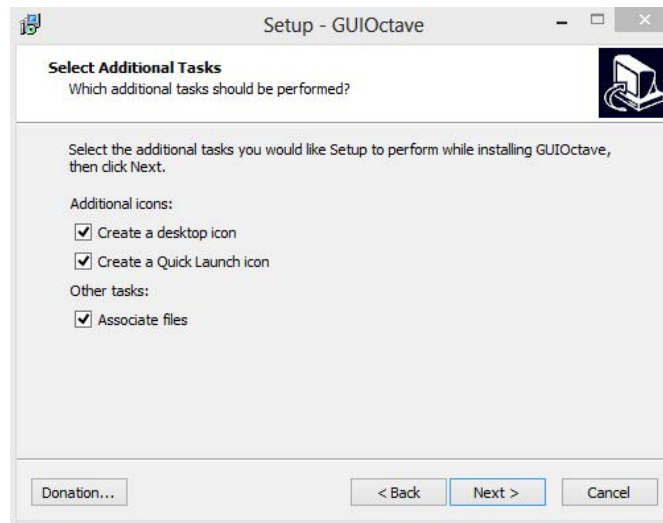 Setup - GUIOctave
Select Additional Tasks
Which additional tasks should be performed?
Select the additional tasks you would like Setup to perform while installing GUIOctave,
then click Next.
Additional icons:
Create a desktop icon
Create a Quick Launch icon
Other tasks:
Associate files
Donation...
< Back
Next >
Cancel